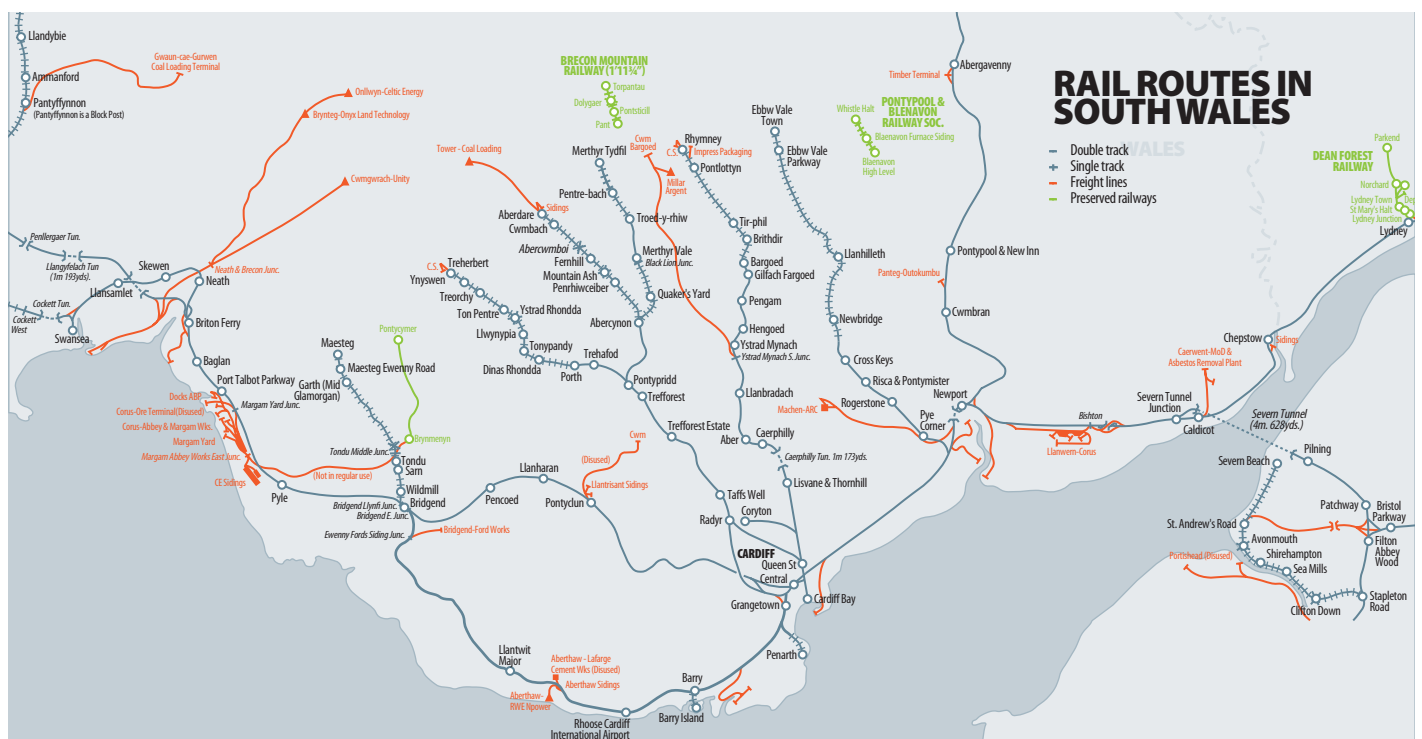 RAIL ROUTES IN
SOUTH WALES
WALES
Double track
Single track
Freight lines
Preserved railways
Llandybie
Ammanford
Pantyffynnon
(Pantyffynnon is a Block Post)
Gwaun-cae-Gurwen
Coal Loading Terminal
Onllwyn-Celtic Energy
Brynteg-Onyx Land Technology
Cwmgwrach-Unity
Penllergaer Tun.
Llangyfelach Tun
(1m 193yds).
Skewen
Neath & Brecon Junc.
Llansamlet
Neath
Cockett Tun.
Cockett
West
Swansea
Briton Ferry
Baglan
Port Talbot Parkway
Docks ABP
Margam Yard Junc.
Corus-Ore Terminal(Disused)
Corus-Abbey & Margam Wks.
Margam Yard
Margam Abbey Works East Junc.
CE Sidings
(Not in regular use)
Pyle
Maesteg
Maesteg Ewenny Road
Garth (Mid
Glamorgan)
Pontycymer
Brynmenyn
Tondu Middle Junc.
Tondu
Sarn
Wildmill
Bridgend
Bridgend Llynfi Junc.
Bridgend E. Junc.
Ewenny Fords Siding Junc.
Bridgend-Ford Works
Pencoed
Llanharan
Pontyclun
Llantrisant Sidings
(Disused)
Cwm
Llantwit
Major
Aberthaw - Lafarge
Cement Wks (Disused)
Aberthaw Sidings
Aberthaw-
RWE Npower
Rhoose Cardiff
International Airport
Barry
Barry Island
Penarth
Grangetown
Cardiff Bay
CARDIFF
Queen St
Central
Tower - Coal Loading
Sidings
Aberdare
Cwmbach
Abercwmboi
Fernhill
Mountain Ash
Penrhiwceiber
Abercynon
C.S.
Treherbert
Ynyswen
Treorchy
Ton Pentre
Ystrad Rhondda
Llwynypia
Tonypandy
Dinas Rhondda
Porth
Trehafod
Pontypridd
Trefforest
Trefforest Estate
Taffs Well
Radyr
Coryton
BRECON MOUNTAIN
RAILWAY (1'11¾")
Torpantau
Dolygaer
Pontsticill
Pant
Merthyr Tydfil
Pentre-bach
Troed-y-rhiw
Merthyr Vale
Black Lion Junc.
Quaker's Yard
Cwm
Bargoed
Millar
Argent
C.S.
Rhymney
Impress Packaging
Pontlottyn
Tir-phil
Brithdir
Bargoed
Gilfach Fargoed
Pengam
Hengoed
Ystrad Mynach
Ystrad Mynach S. Junc.
Llanbradach
Aber
Caerphilly
Caerphilly Tun. 1m 173yds.
Lisvane & Thornhill
Ebbw Vale
Town
Ebbw Vale
Parkway
Llanhilleth
Newbridge
Cross Keys
Risca & Pontymister
Rogerstone
Machen-ARC
Pye
Corner
Newport
PONTYPOOL &
BLENAVON
RAILWAY SOC.
Whistle Halt
Blaenavon Furnace Siding
Blaenavon
High Level
Abergavenny
Timber Terminal
Pontypool & New Inn
Panteg-Outokumbu
Cwmbran
Bishton
Llanwern-Corus
Caerwent-MoD &
Asbestos Removal Plant
Severn Tunnel
Junction
Caldicot
Chepstow
Sidings
Severn Tunnel
(4m. 628yds.)
DEAN FOREST
RAILWAY
Parkend
Norchard
Lydney Town
St Mary's Halt
Lydney Junction
Lydney
Severn Beach
Pilning
Patchway
Bristol
Parkway
St. Andrew's Road
Avonmouth
Shirehampton
Sea Mills
Clifton Down
Filton
Abbey
Wood
Stapleton
Road
Portishead (Disused)